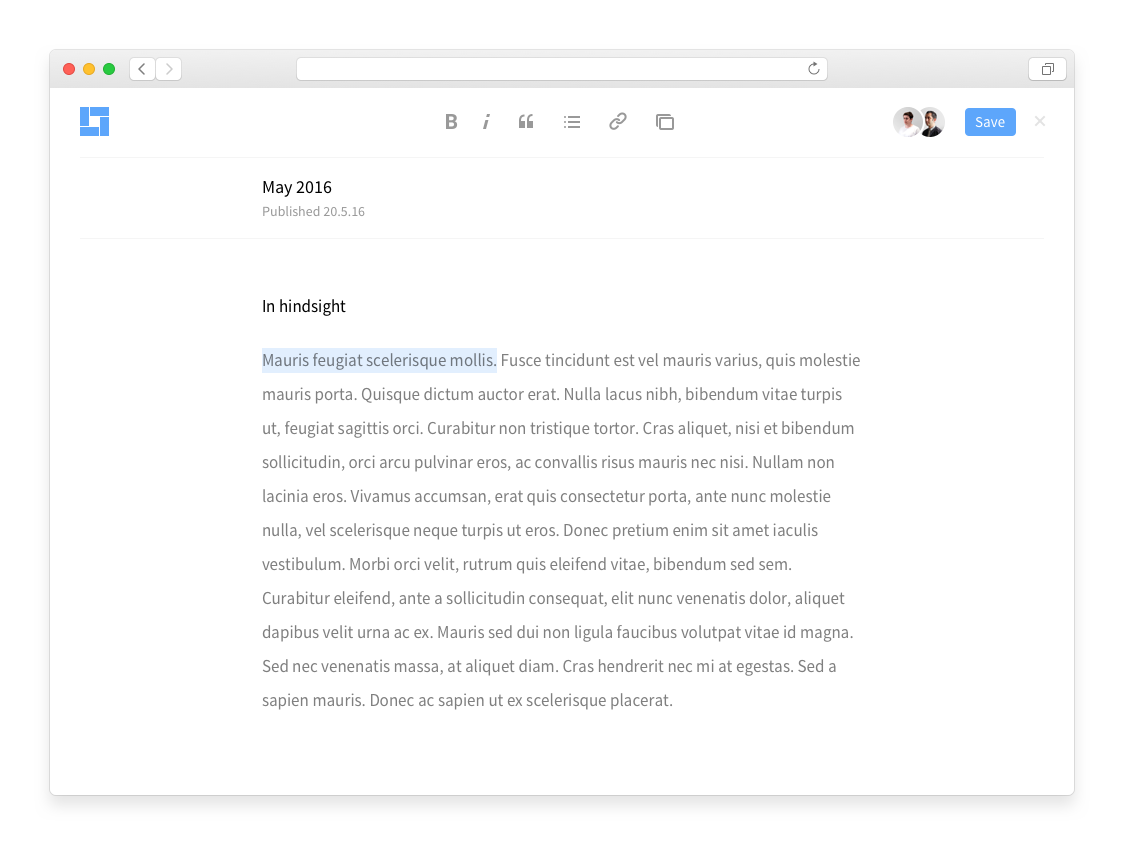 B i
Save
May 2016
Published 20.5.16
In hindsight
Mauris feugiat scelerisque mollis. Fusce tincidunt est vel mauris varius, quis molestie
mauris porta. Quisque dictum auctor erat. Nulla lacus nibh, bibendum vitae turpis
ut, feugiat sagittis orci. Curabitur non tristique tortor. Cras aliquet, nisi et bibendum
sollicitudin, orci arcu pulvinar eros, ac convallis risus mauris nec nisi. Nullam non
lacinia eros. Vivamus accumsan, erat quis consectetur porta, ante nunc molestie
nulla, vel scelerisque neque turpis ut eros. Donec pretium enim sit amet iaculis
vestibulum. Morbi orci velit, rutrum quis eleifend vitae, bibendum sed sem.
Curabitur eleifend, ante a sollicitudin consequat, elit nunc venenatis dolor, aliquet
dapibus velit urna ac ex. Mauris sed dui non ligula faucibus volutpat vitae id magna.
Sed nec venenatis massa, at aliquet diam. Cras hendrerit nec mi at egestas. Sed a
sapien mauris. Donec ac sapien ut ex scelerisque placerat.